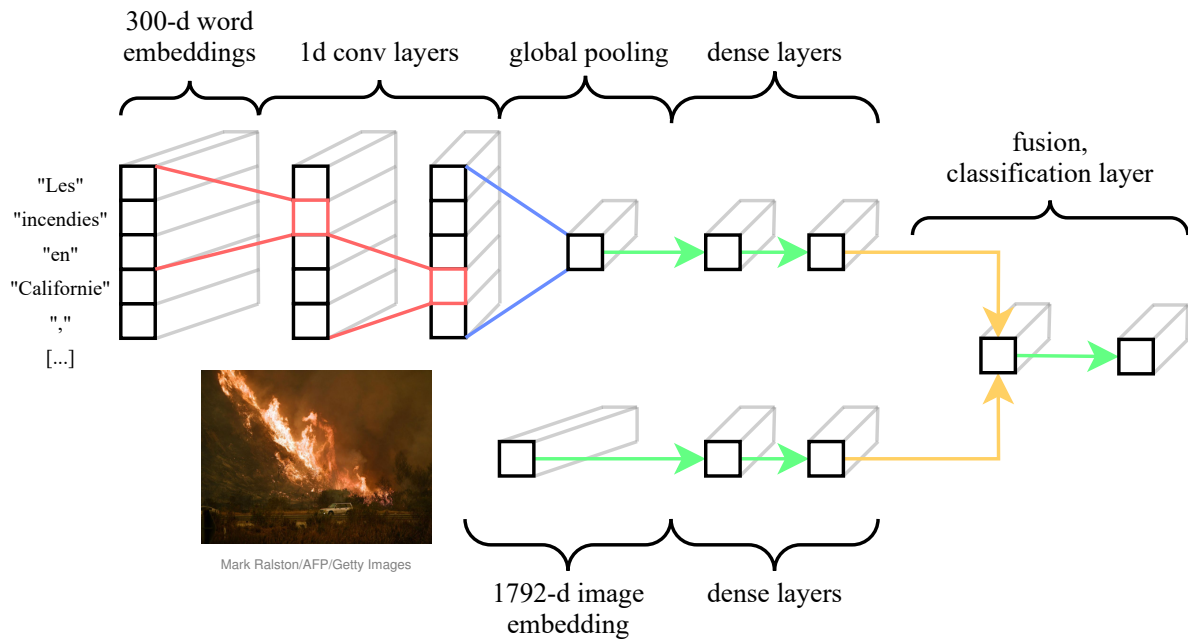 300-d word
embeddings
1d conv layers
global pooling
dense layers
fusion,
classification layer
"Les"
"incendies"
"en"
"Californie"
","
[...]
Mark Ralston/AFP/Getty Images
1792-d image
embedding
dense layers